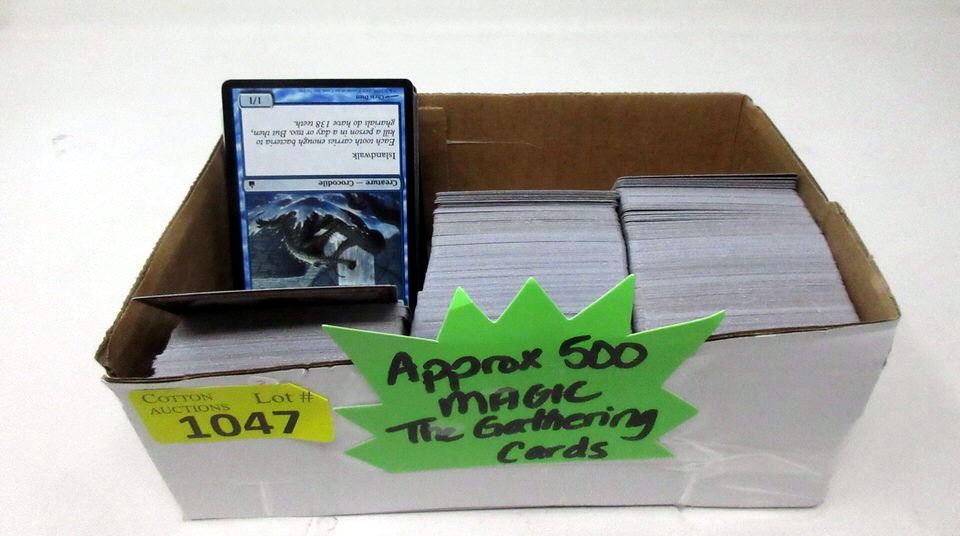 1/1
Islandwalk
Each tooth carries enough bacteria to
kill a person in a day or two. But then,
gharials do have 138 teeth.
Creature — Crocodile
COTTON
AUCTIONS
Lot #
1047
Approx 500
MAGIC
The Gathering
Cards